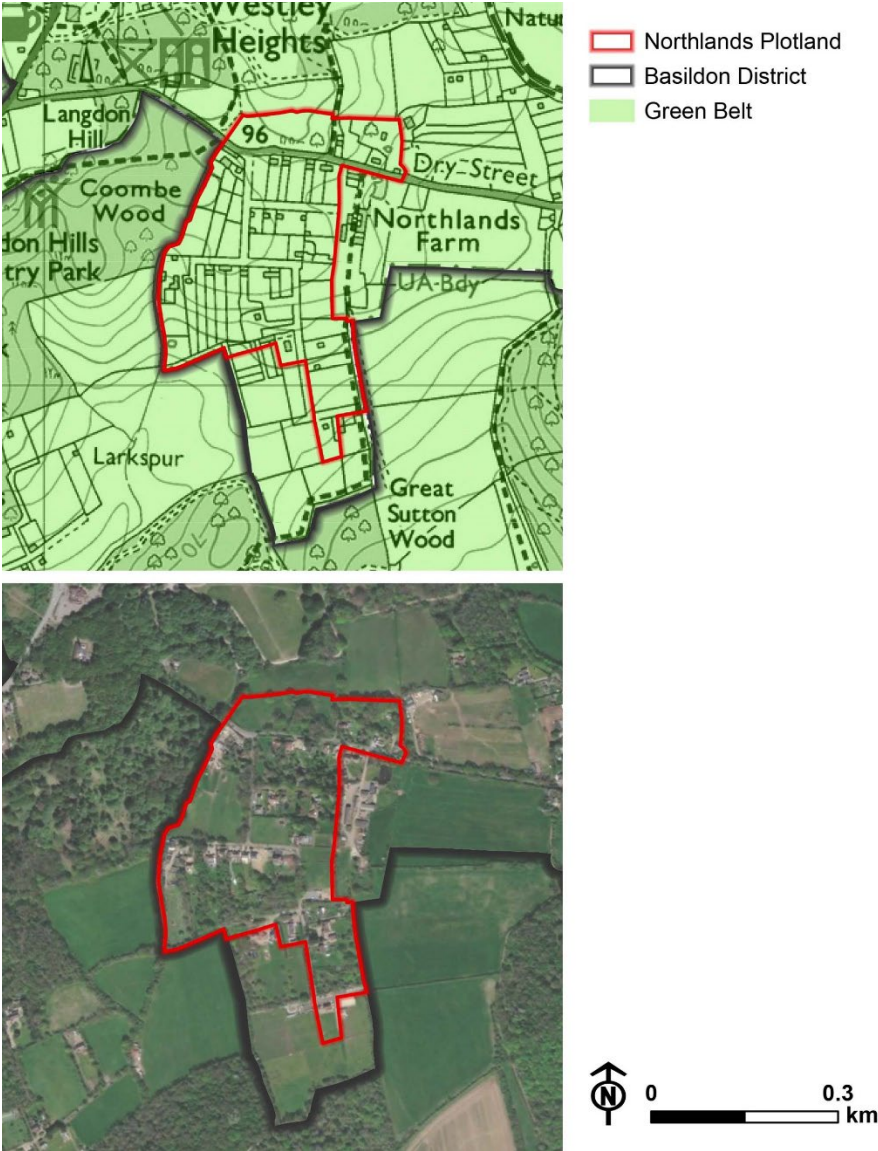 Westley
Heights
Natur
Langdon
Hill
96
Dry Street
Coombe
Wood
Northlands
Farm
don Hills
try Park
UA Bdy
Larkspur
Great
Sutton
Wood
70
Northlands Plotland
Basildon District
Green Belt
N
0 0.3
km